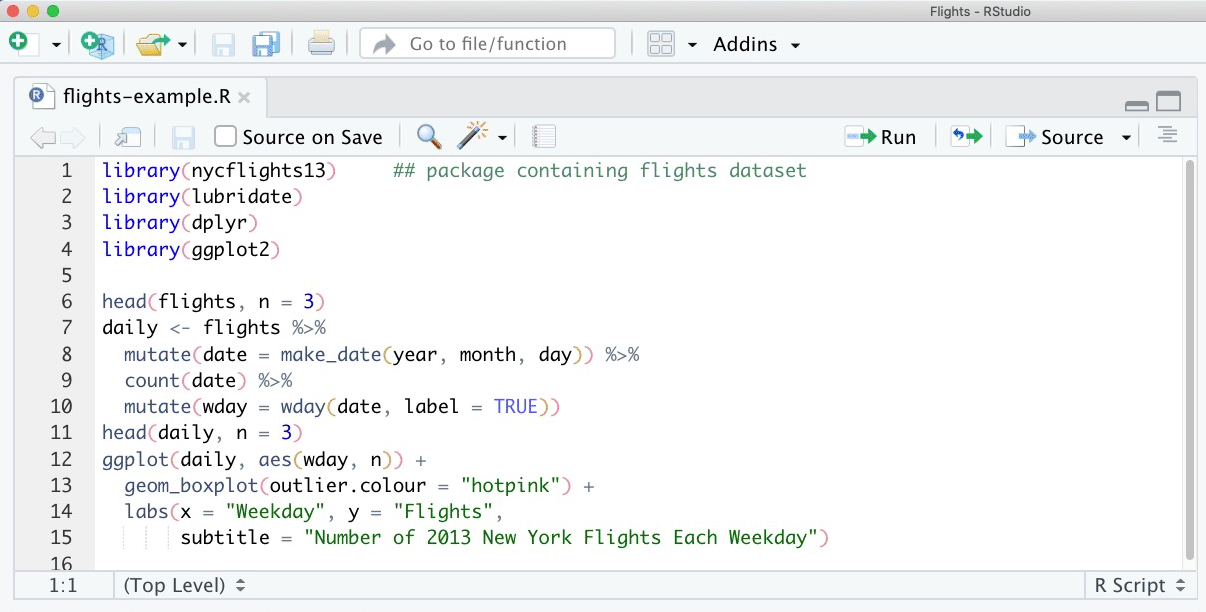 Flights - RStudio
Go to file/function
Addins
flights-example.R
Source on Save
Run
Source
1 library(nycflights13)     ## package containing flights dataset
2 library(lubridate)
3 library(dplyr)
4 library(ggplot2)
5
6 head(flights, n = 3)
7 daily <- flights %>%
8   mutate(date = make_date(year, month, day)) %>%
9   count(date) %>%
10   mutate(wday = wday(date, label = TRUE))
11 head(daily, n = 3)
12 ggplot(daily, aes(wday, n)) +
13   geom_boxplot(outlier.colour = "hotpink") +
14   labs(x = "Weekday", y = "Flights",
15        subtitle = "Number of 2013 New York Flights Each Weekday")
16
1:1 (Top Level) R Script